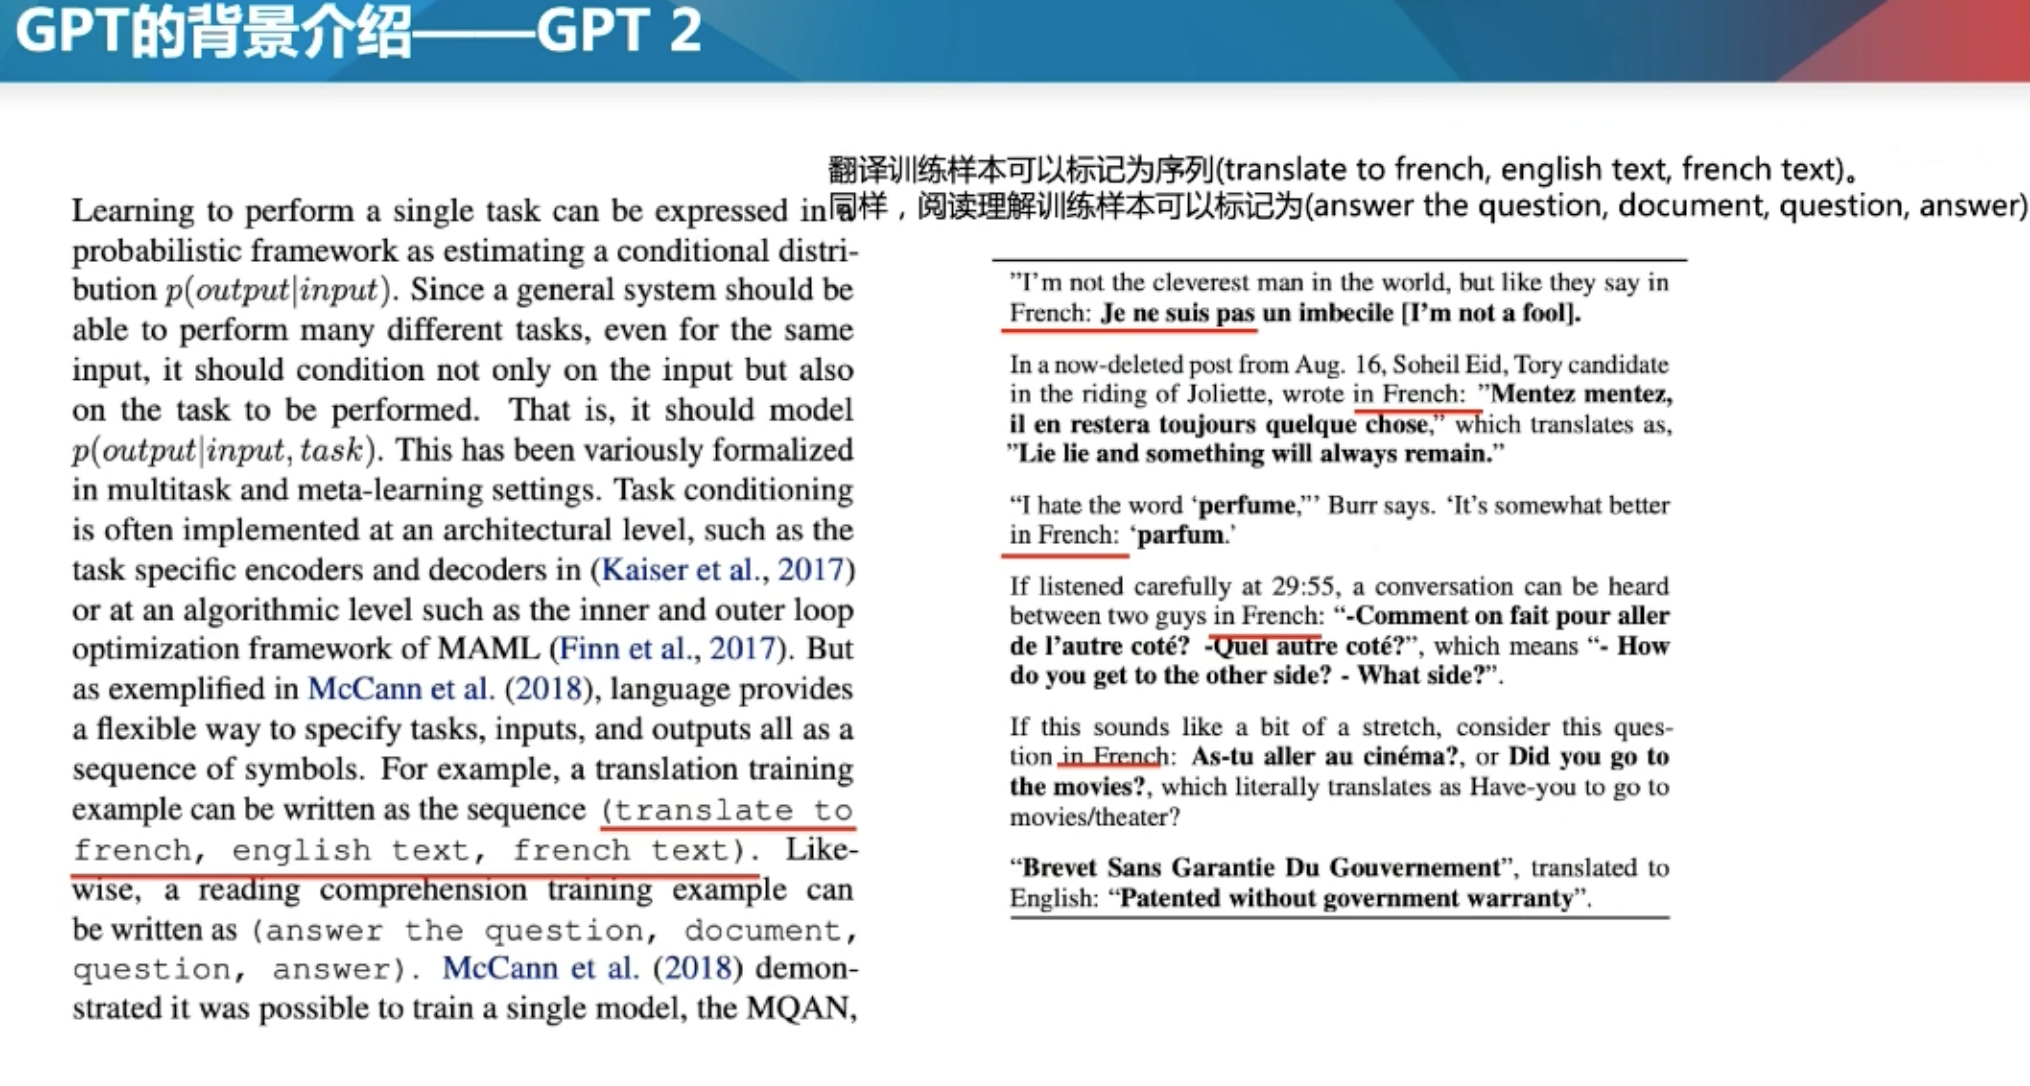 GPT的背景介绍——GPT 2
翻译训练样本可以标记为序列(translate to french, english text, french text)。
同样，阅读理解训练样本可以标记为(answer the question, document, question, answer)
Learning to perform a single task can be expressed in a
probabilistic framework as estimating a conditional distri-
bution p(output|input). Since a general system should be
able to perform many different tasks, even for the same
input, it should condition not only on the input but also
on the task to be performed. That is, it should model
p(output|input, task). This has been variously formalized
in multitask and meta-learning settings. Task conditioning
is often implemented at an architectural level, such as the
task specific encoders and decoders in (Kaiser et al., 2017)
or at an algorithmic level such as the inner and outer loop
optimization framework of MAML (Finn et al., 2017). But
as exemplified in McCann et al. (2018), language provides
a flexible way to specify tasks, inputs, and outputs all as a
sequence of symbols. For example, a translation training
example can be written as the sequence (translate to
french, english text, french text). Like-
wise, a reading comprehension training example can
be written as (answer the question, document,
question, answer). McCann et al. (2018) demon-
strated it was possible to train a single model, the MQAN,
”I’m not the cleverest man in the world, but like they say in
French: Je ne suis pas un imbecile [I’m not a fool].
In a now-deleted post from Aug. 16, Soheil Eid, Tory candidate
in the riding of Joliette, wrote in French: ”Mentez mentez,
il en restera toujours quelque chose,” which translates as,
”Lie lie and something will always remain.”
“I hate the word ‘perfume,”’ Burr says. ‘It’s somewhat better
in French: ‘parfum.’
If listened carefully at 29:55, a conversation can be heard
between two guys in French: “-Comment on fait pour aller
de l’autre coté? -Quel autre coté?”, which means “- How
do you get to the other side? - What side?”.
If this sounds like a bit of a stretch, consider this ques-
tion in French: As-tu aller au cinéma?, or Did you go to
the movies?, which literally translates as Have-you to go to
movies/theater?
“Brevet Sans Garantie Du Gouvernement”, translated to
English: “Patented without government warranty”.